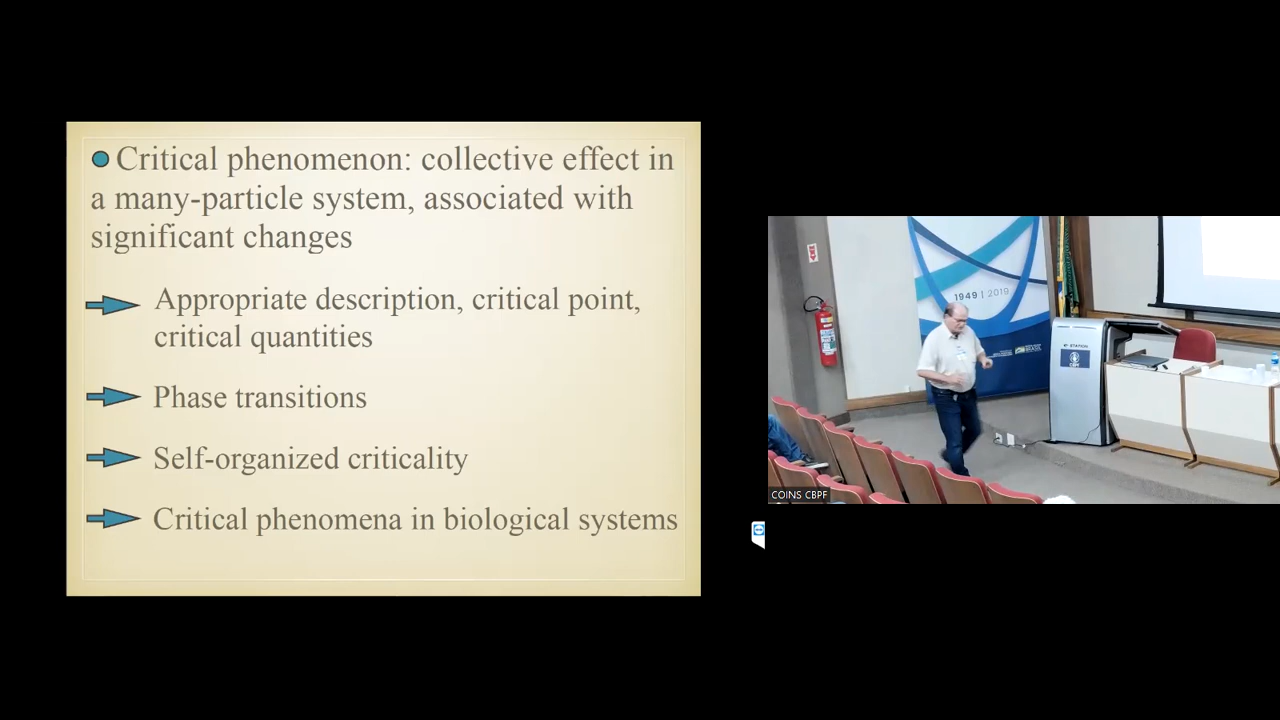 Critical phenomenon: collective effect in
a many-particle system, associated with
significant changes
Appropriate description, critical point,
critical quantities
Phase transitions
Self-organized criticality
Critical phenomena in biological systems
1949 | 2019
CBPF
COINS CBPF